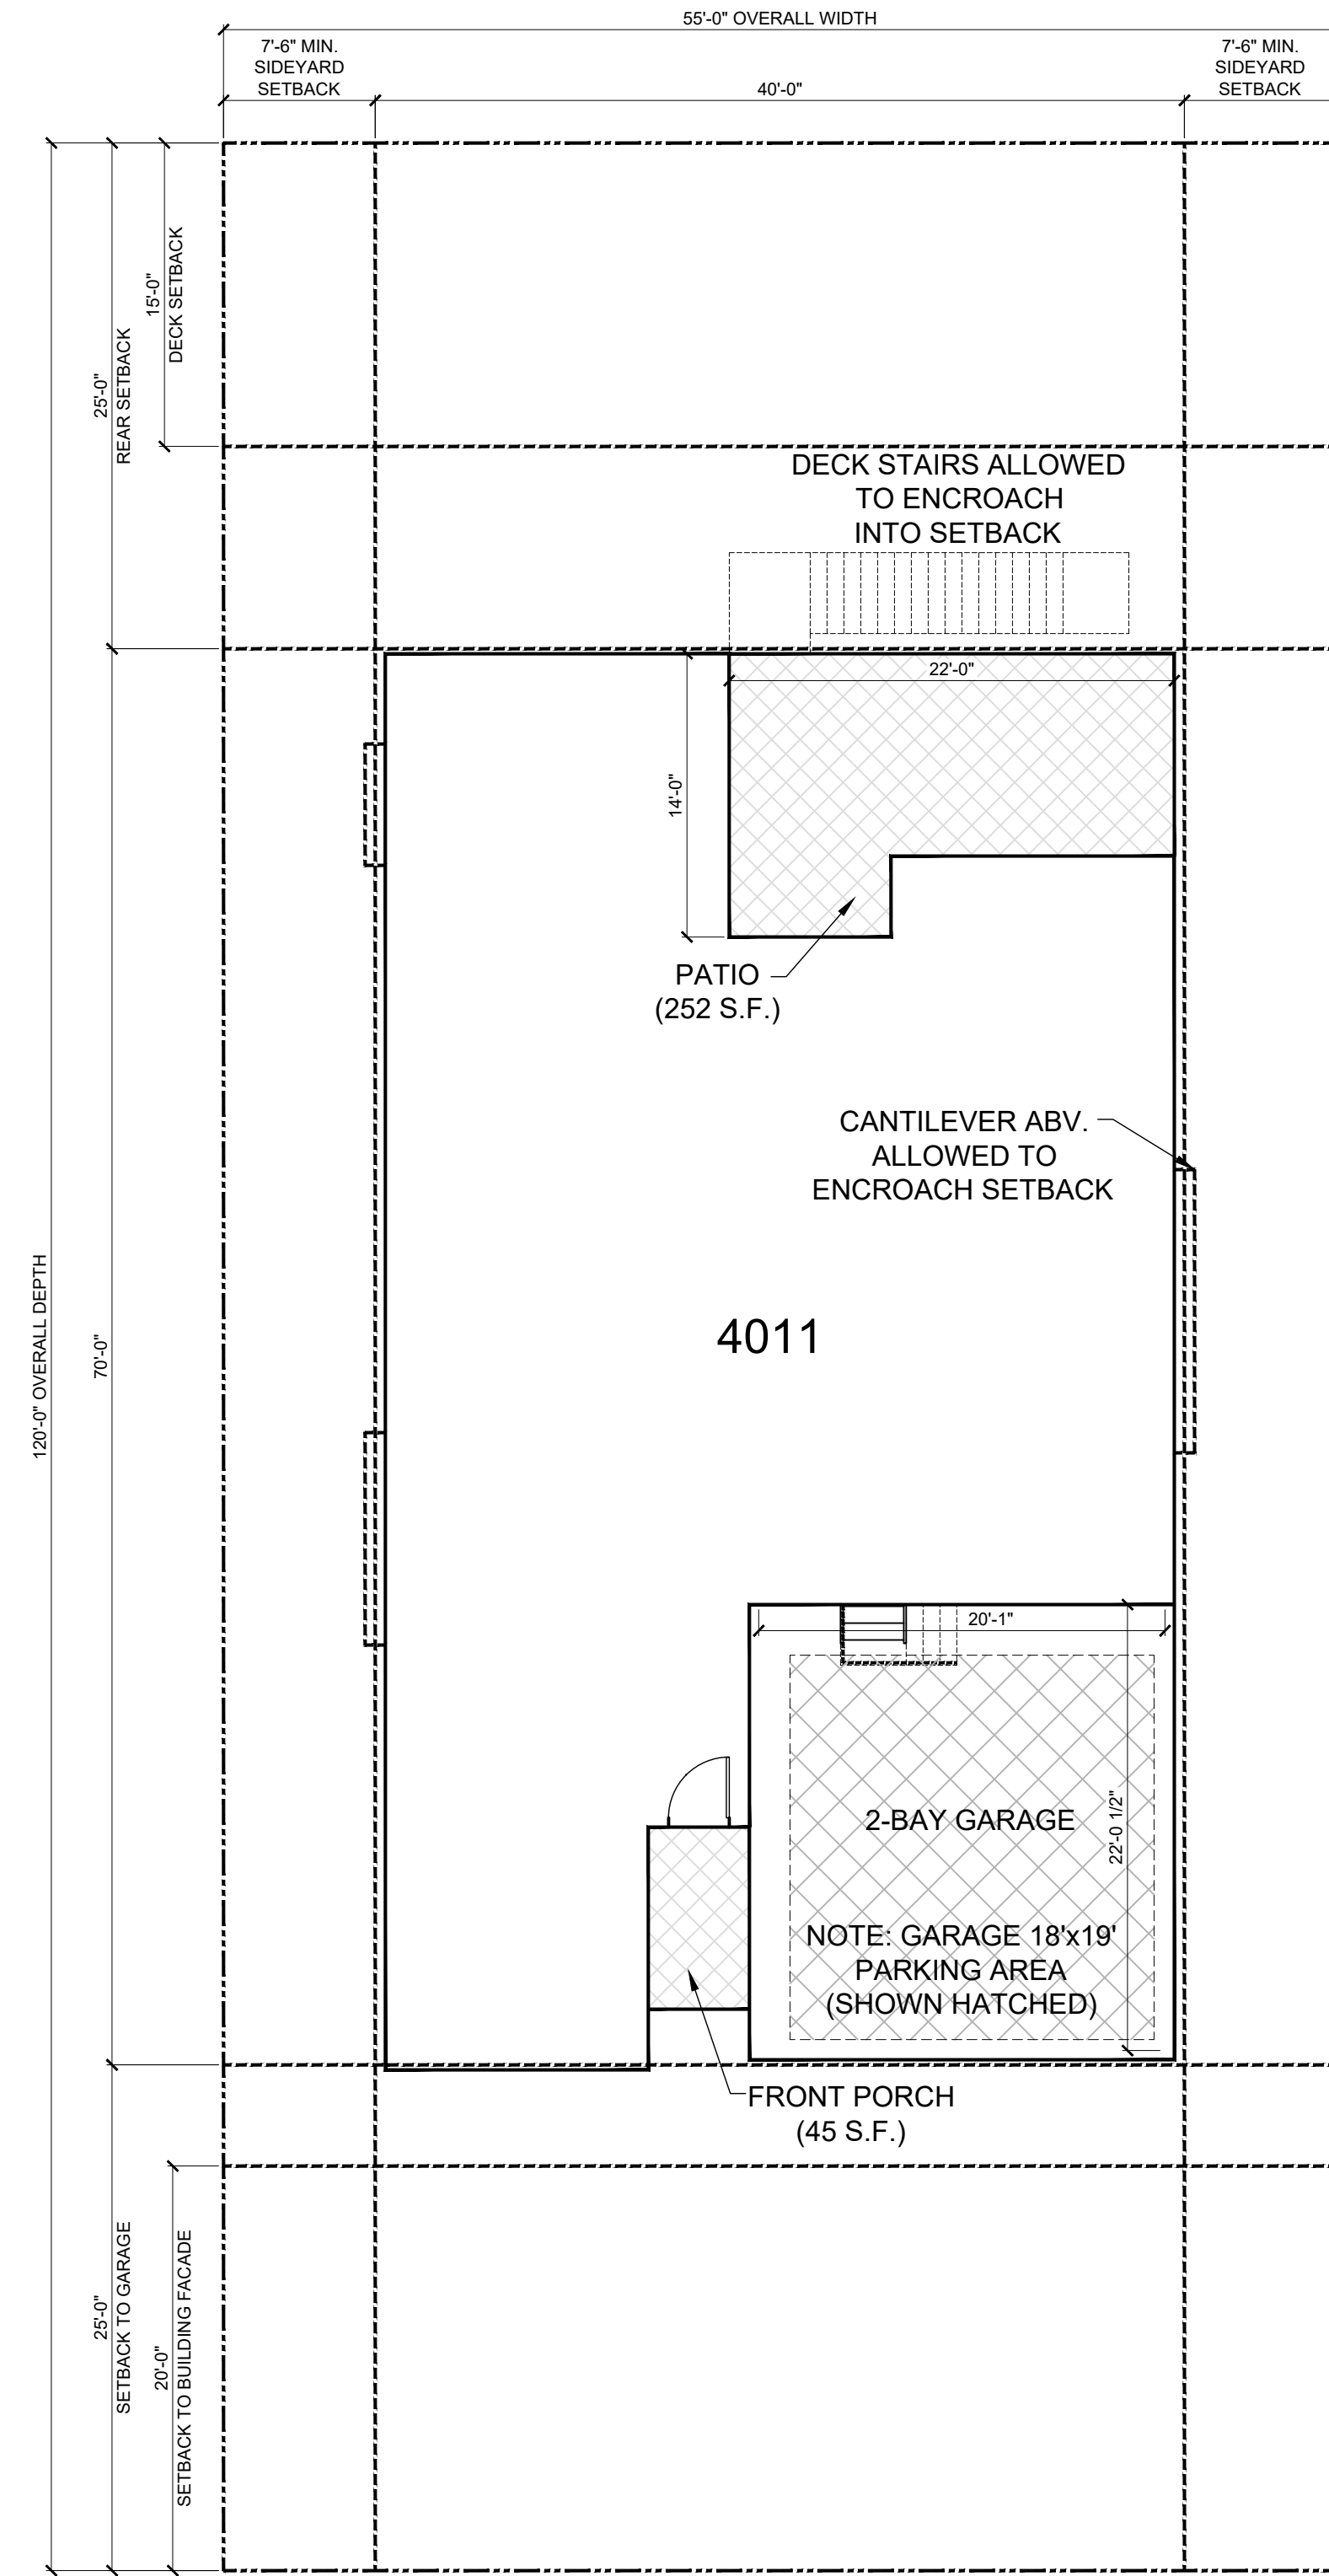 55'-0" OVERALL WIDTH
7'-6" MIN.
SIDEYARD
SETBACK
40'-0"
7'-6" MIN.
SIDEYARD
SETBACK
15'-0"
DECK SETBACK
25'-0"
REAR SETBACK
DECK STAIRS ALLOWED
TO ENCROACH
INTO SETBACK
22'-0"
14'-0"
PATIO
(252 S.F.)
CANTILEVER ABV.
ALLOWED TO
ENCROACH SETBACK
120'-0" OVERALL DEPTH
70'-0"
4011
20'-1"
2-BAY GARAGE
22'-0 1/2"
NOTE: GARAGE 18'x19'
PARKING AREA
(SHOWN HATCHED)
FRONT PORCH
(45 S.F.)
25'-0"
SETBACK TO GARAGE
20'-0"
SETBACK TO BUILDING FACADE